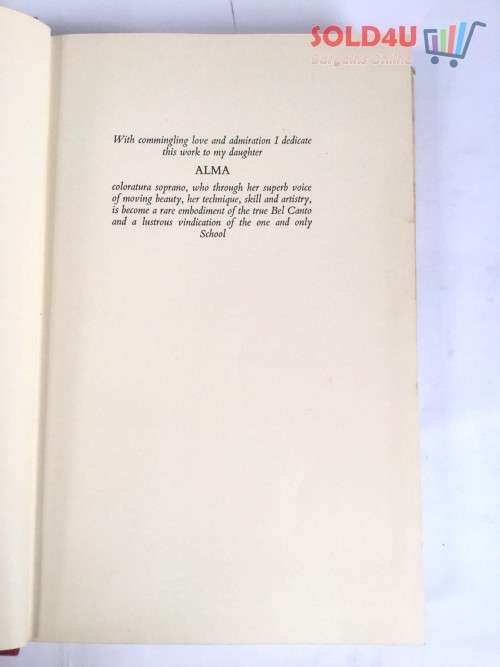 SOLD4U
Bargains Online
With commingling love and admiration I dedicate
this work to my daughter
ALMA
coloratura soprano, who through her superb voice
of moving beauty, her technique, skill and artistry,
is become a rare embodiment of the true Bel Canto
and a lustrous vindication of the one and only
School